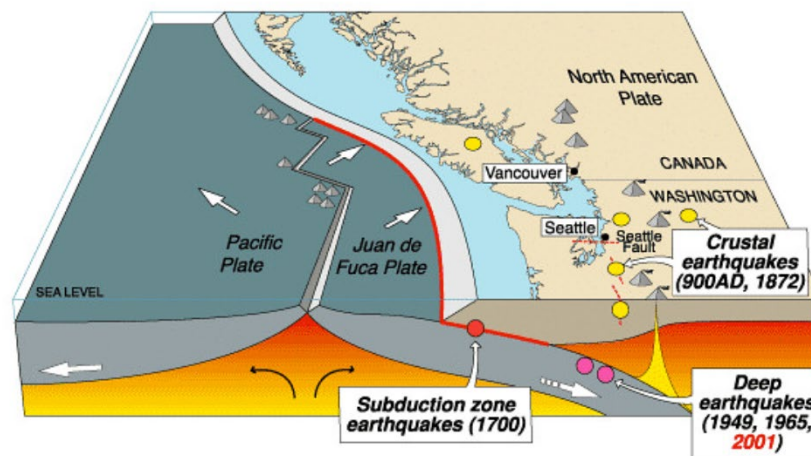 North American
Plate
Vancouver
CANADA
WASHINGTON
Seattle
Seattle
Fault
Pacific
Plate
Juan de
Fuca Plate
Crustal
earthquakes
(900AD, 1872)
SEA LEVEL
Subduction zone
earthquakes (1700)
Deep
earthquakes
(1949, 1965,
2001)